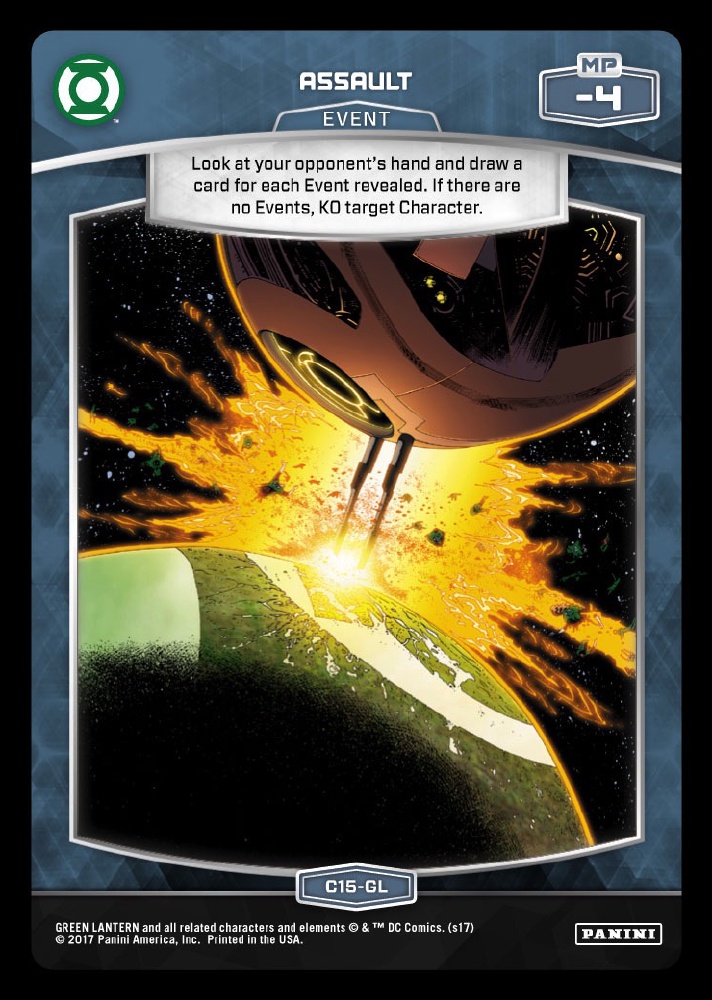 ASSAULT
MP
-4
EVENT
Look at your opponent's hand and draw a
card for each Event revealed. If there are
no Events, KO target Character.
C15-GL
GREEN LANTERN and all related characters and elements © & ™ DC Comics. (s17)
© 2017 Panini America, Inc. Printed in the USA.
PANINI